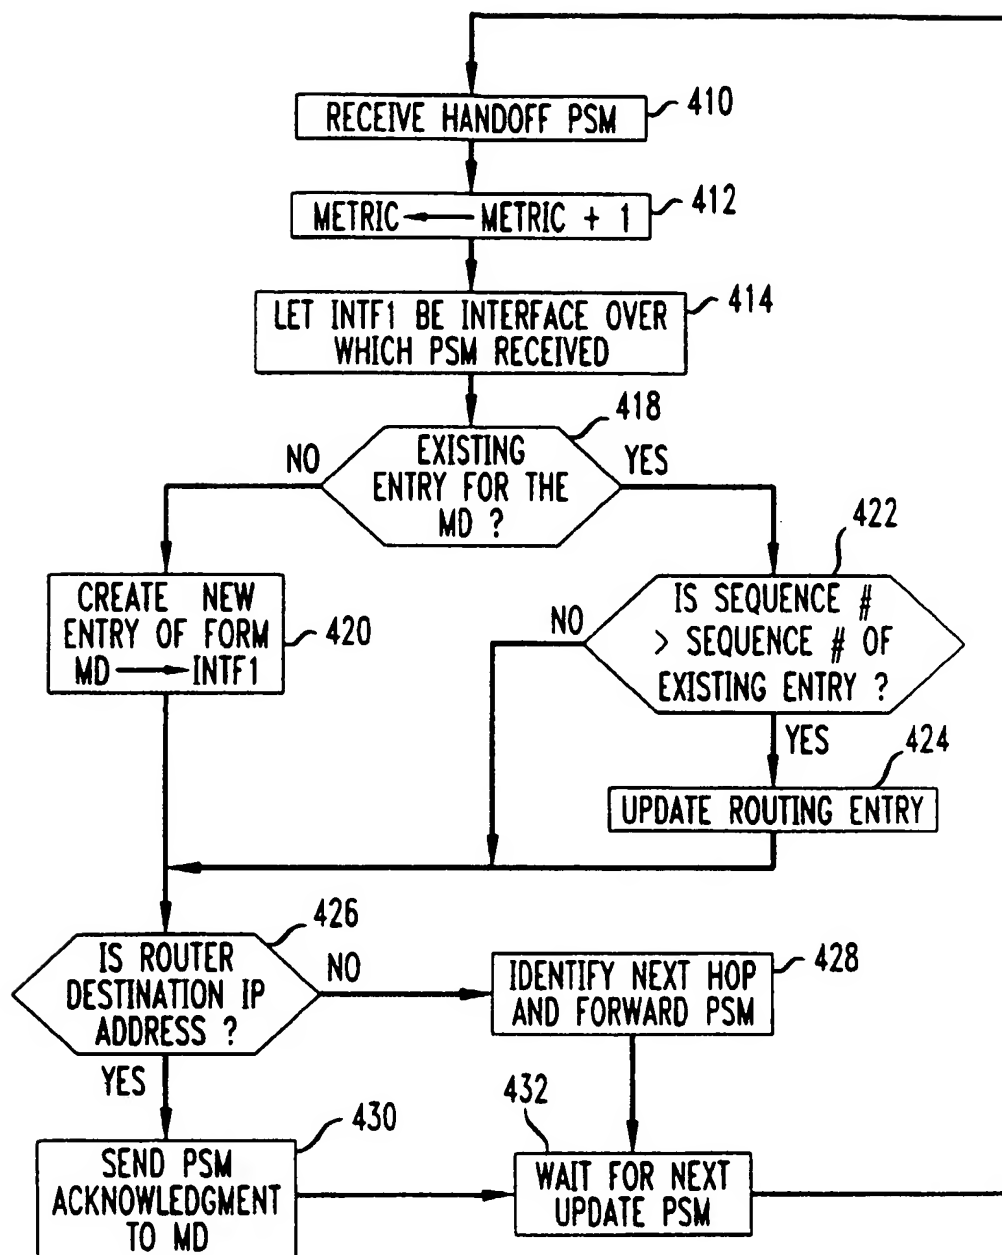 RECEIVE HANDOFF PSM
410
METRIC ← METRIC + 1
412
LET INTF1 BE INTERFACE OVER
WHICH PSM RECEIVED
414
418
NO
EXISTING
ENTRY FOR THE
MD ?
YES
422
CREATE NEW
ENTRY OF FORM
MD → INTF1
420
NO
IS SEQUENCE #
> SEQUENCE # OF
EXISTING ENTRY ?
YES
424
UPDATE ROUTING ENTRY
426
IS ROUTER
DESTINATION IP
ADDRESS ?
NO
IDENTIFY NEXT HOP
AND FORWARD PSM
428
YES
430
432
SEND PSM
ACKNOWLEDGMENT
TO MD
WAIT FOR NEXT
UPDATE PSM